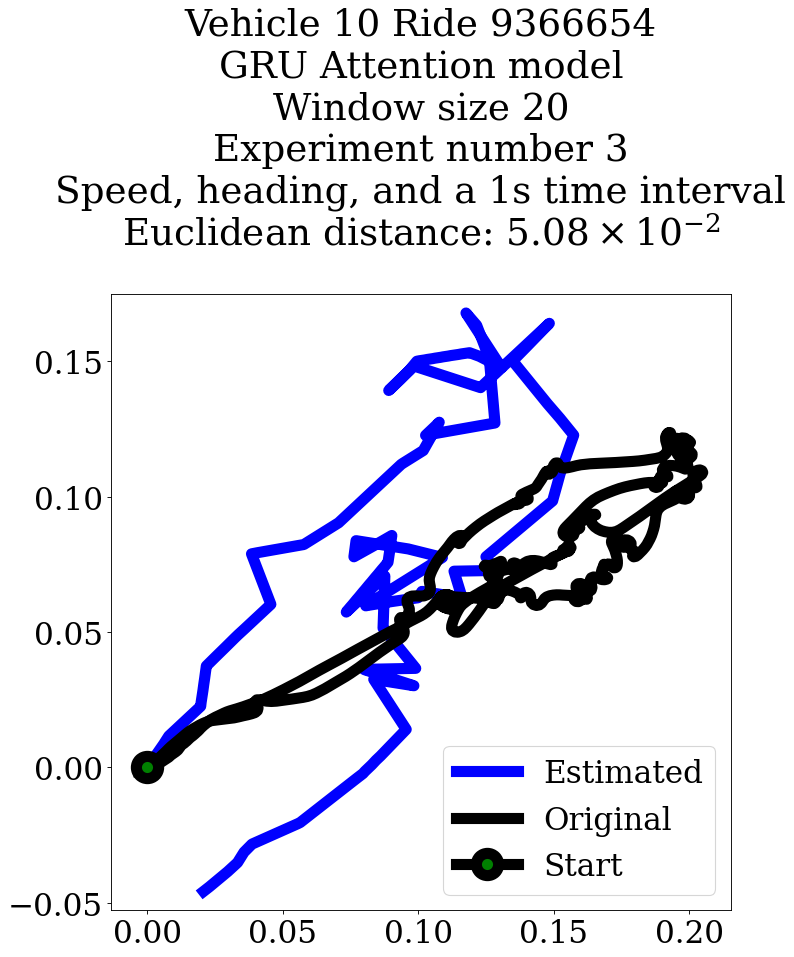 Vehicle 10 Ride 9366654
GRU Attention model
Window size 20
Experiment number 3
Speed, heading, and a 1s time interval
Euclidean distance: 5.08 × 10⁻²
0.15
0.10
0.05
0.00
−0.05
Estimated
Original
Start
0.00 0.05 0.10 0.15 0.20